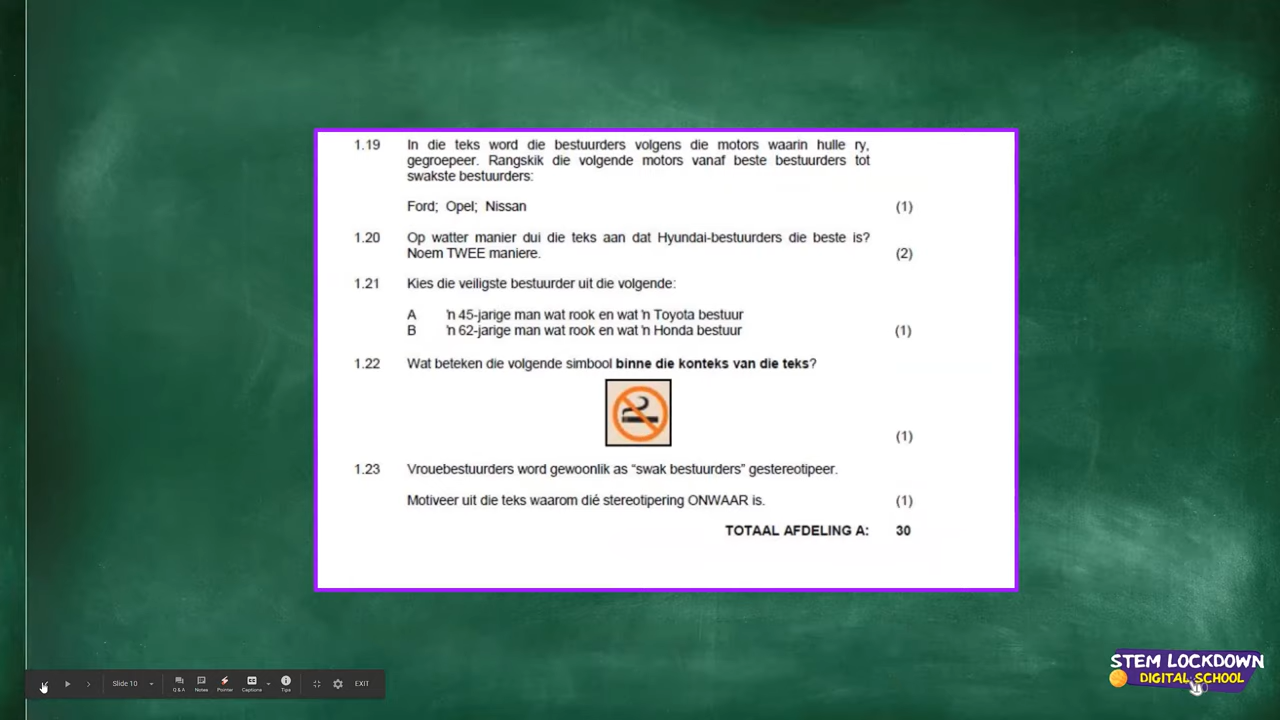 1.19 In die teks word die bestuurders volgens die motors waarin hulle ry,
gegroepeer. Rangskik die volgende motors vanaf beste bestuurders tot
swakste bestuurders:
Ford; Opel; Nissan (1)
1.20 Op watter manier dui die teks aan dat Hyundai-bestuurders die beste is?
Noem TWEE maniere. (2)
1.21 Kies die veiligste bestuurder uit die volgende:
A 'n 45-jarige man wat rook en wat 'n Toyota bestuur
B 'n 62-jarige man wat rook en wat 'n Honda bestuur (1)
1.22 Wat beteken die volgende simbool binne die konteks van die teks?
(1)
1.23 Vrouebestuurders word gewoonlik as “swak bestuurders” gestereotipeer.
Motiveer uit die teks waarom dié stereotipering ONWAAR is. (1)
TOTAAL AFDELING A: 30
STEM LOCKDOWN
DIGITAL SCHOOL
Slide 10 Q & A Notes Pointer Captions Tips EXIT